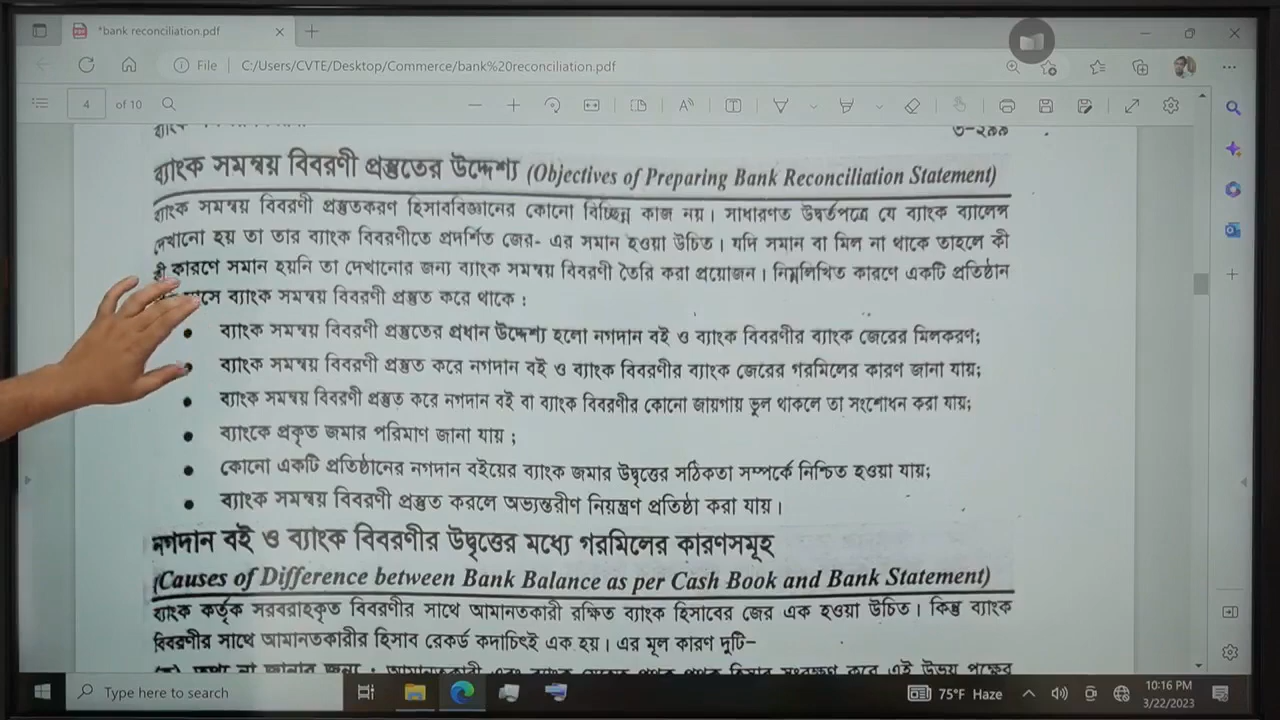 *bank reconciliation.pdf
File C:/Users/CVTE/Desktop/Commerce/bank%20reconciliation.pdf
4 of 10
৩-২৯৯
ব্যাংক সমন্বয় বিবরণী প্রস্তুতের উদ্দেশ্য (Objectives of Preparing Bank Reconciliation Statement)
ব্যাংক সমন্বয় বিবরণী প্রস্তুতকরণ হিসাববিজ্ঞানের কোনো বিচ্ছিন্ন কাজ নয়। সাধারণত উদ্বর্তপত্রে যে ব্যাংক ব্যালেন্স
দেখানো হয় তা তার ব্যাংক বিবরণীতে প্রদর্শিত জের- এর সমান হওয়া উচিত। যদি সমান বা মিল না থাকে তাহলে কী
কী কারণে সমান হয়নি তা দেখানোর জন্য ব্যাংক সমন্বয় বিবরণী তৈরি করা প্রয়োজন। নিম্নলিখিত কারণে একটি প্রতিষ্ঠান
ব্যাংক সমন্বয় বিবরণী প্রস্তুত করে থাকে :
• ব্যাংক সমন্বয় বিবরণী প্রস্তুতের প্রধান উদ্দেশ্য হলো নগদান বই ও ব্যাংক বিবরণীর ব্যাংক জেরের মিলকরণ;
• ব্যাংক সমন্বয় বিবরণী প্রস্তুত করে নগদান বই ও ব্যাংক বিবরণীর ব্যাংক জেরের গরমিলের কারণ জানা যায়;
• ব্যাংক সমন্বয় বিবরণী প্রস্তুত করে নগদান বই বা ব্যাংক বিবরণীর কোনো জায়গায় ভুল থাকলে তা সংশোধন করা যায়;
• ব্যাংকে প্রকৃত জমার পরিমাণ জানা যায় ;
• কোনো একটি প্রতিষ্ঠানের নগদান বইয়ের ব্যাংক জমার উদ্বৃত্তের সঠিকতা সম্পর্কে নিশ্চিত হওয়া যায়;
• ব্যাংক সমন্বয় বিবরণী প্রস্তুত করলে অভ্যন্তরীণ নিয়ন্ত্রণ প্রতিষ্ঠা করা যায়।
নগদান বই ও ব্যাংক বিবরণীর উদ্বৃত্তের মধ্যে গরমিলের কারণসমূহ
(Causes of Difference between Bank Balance as per Cash Book and Bank Statement)
ব্যাংক কর্তৃক সরবরাহকৃত বিবরণীর সাথে আমানতকারী রক্ষিত ব্যাংক হিসাবের জের এক হওয়া উচিত। কিন্তু ব্যাংক
বিবরণীর সাথে আমানতকারীর হিসাব রেকর্ড কদাচিৎই এক হয়। এর মূল কারণ দুটি–
Type here to search
75°F Haze
10:16 PM
3/22/2023